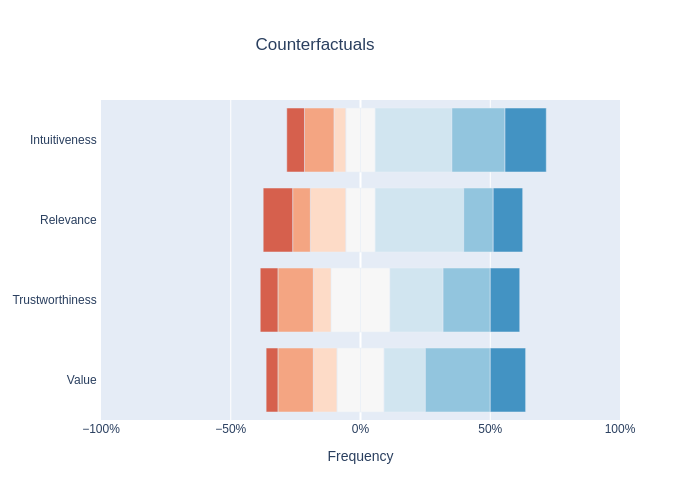 Counterfactuals
Intuitiveness
Relevance
Trustworthiness
Value
−100%
−50%
0%
50%
100%
Frequency